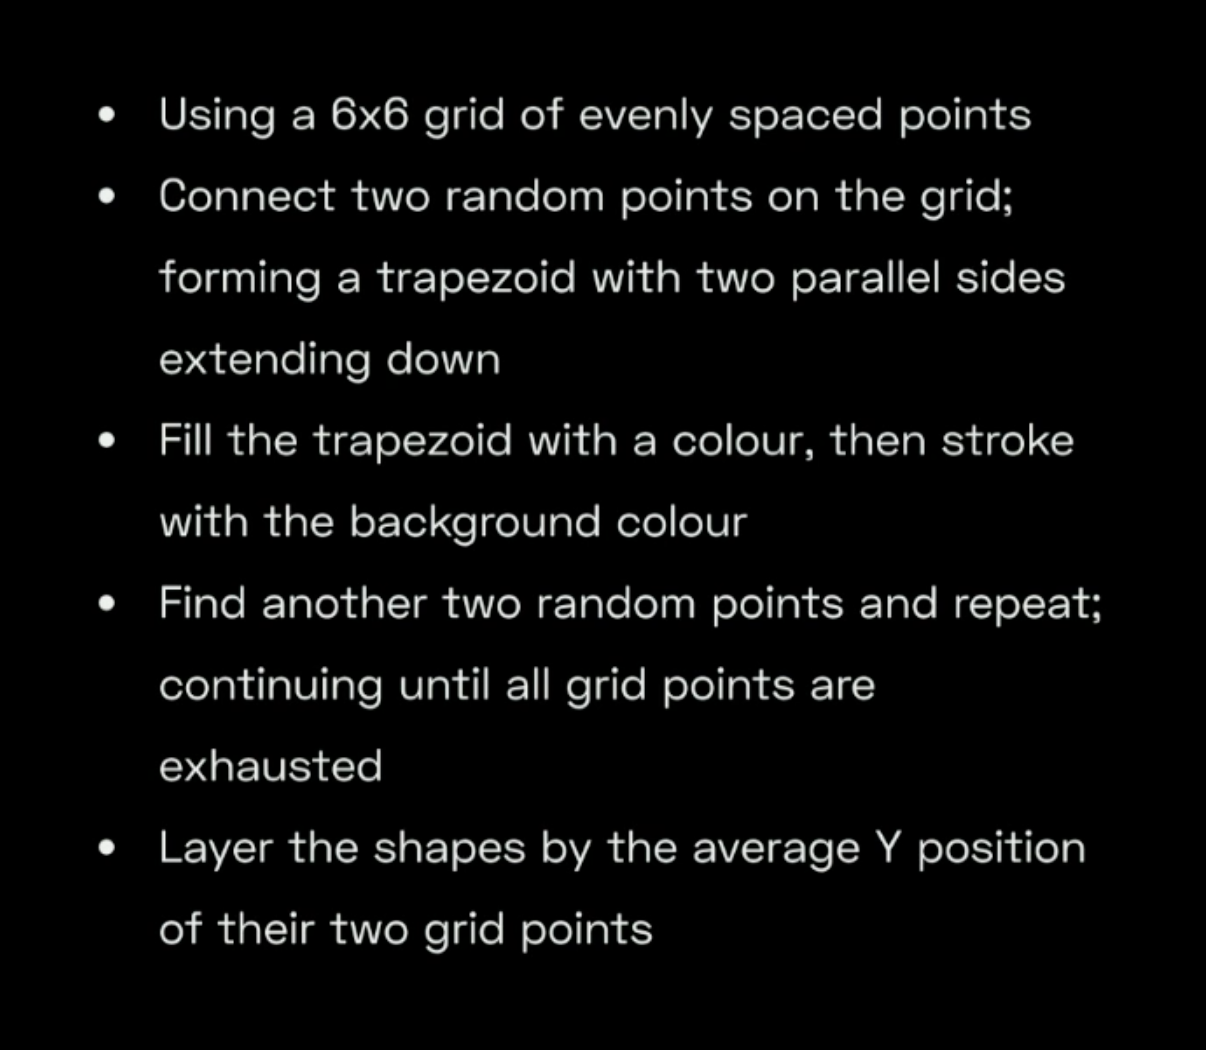 • Using a 6x6 grid of evenly spaced points
• Connect two random points on the grid;
forming a trapezoid with two parallel sides
extending down
• Fill the trapezoid with a colour, then stroke
with the background colour
• Find another two random points and repeat;
continuing until all grid points are
exhausted
• Layer the shapes by the average Y position
of their two grid points